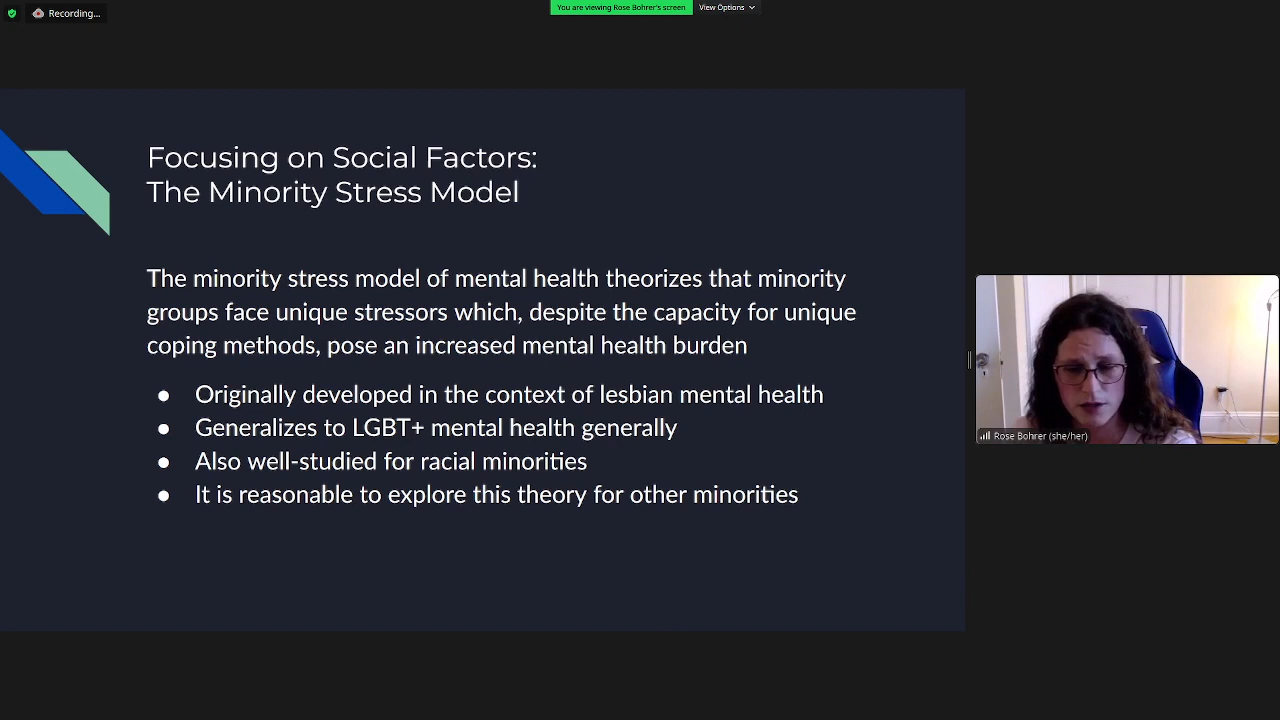 Recording...
You are viewing Rose Bohrer's screen
View Options
Focusing on Social Factors:
The Minority Stress Model
The minority stress model of mental health theorizes that minority
groups face unique stressors which, despite the capacity for unique
coping methods, pose an increased mental health burden
● Originally developed in the context of lesbian mental health
● Generalizes to LGBT+ mental health generally
● Also well-studied for racial minorities
● It is reasonable to explore this theory for other minorities
Rose Bohrer (she/her)